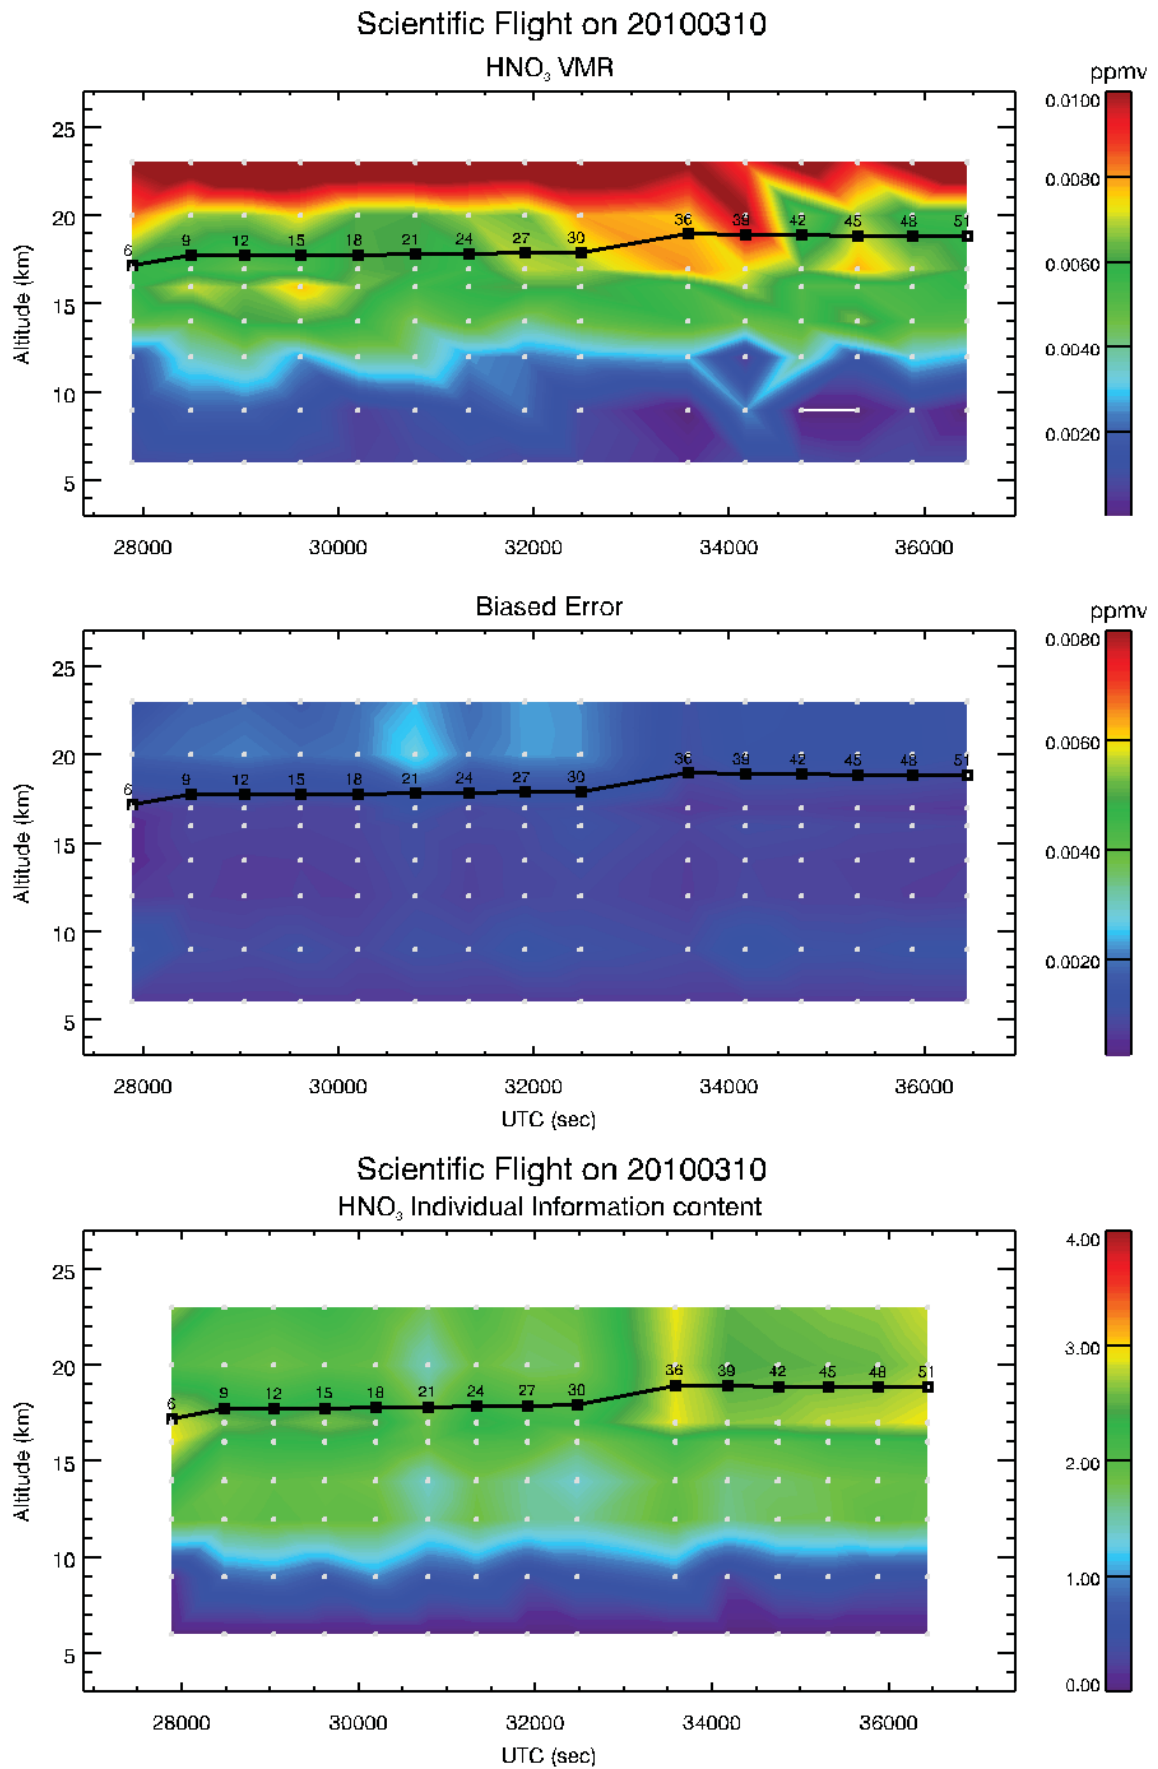 Scientific Flight on 20100310
HNO₃ VMR
ppmv
0.0100
0.0080
0.0060
0.0040
0.0020
Altitude (km)
25
20
15
10
5
6 9 12 15 18 21 24 27 30 36 39 42 45 48 51
28000 30000 32000 34000 36000
Biased Error
ppmv
0.0080
0.0060
0.0040
0.0020
Altitude (km)
25
20
15
10
5
6 9 12 15 18 21 24 27 30 36 39 42 45 48 51
28000 30000 32000 34000 36000
UTC (sec)
Scientific Flight on 20100310
HNO₃ Individual Information content
4.00
3.00
2.00
1.00
0.00
Altitude (km)
25
20
15
10
5
6 9 12 15 18 21 24 27 30 36 39 42 45 48 51
28000 30000 32000 34000 36000
UTC (sec)